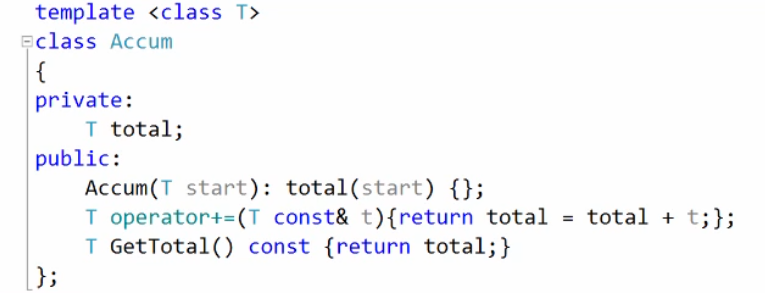 template <class T>
class Accum
{
private:
    T total;
public:
    Accum(T start): total(start) {};
    T operator+=(T const& t){return total = total + t;};
    T GetTotal() const {return total;}
};